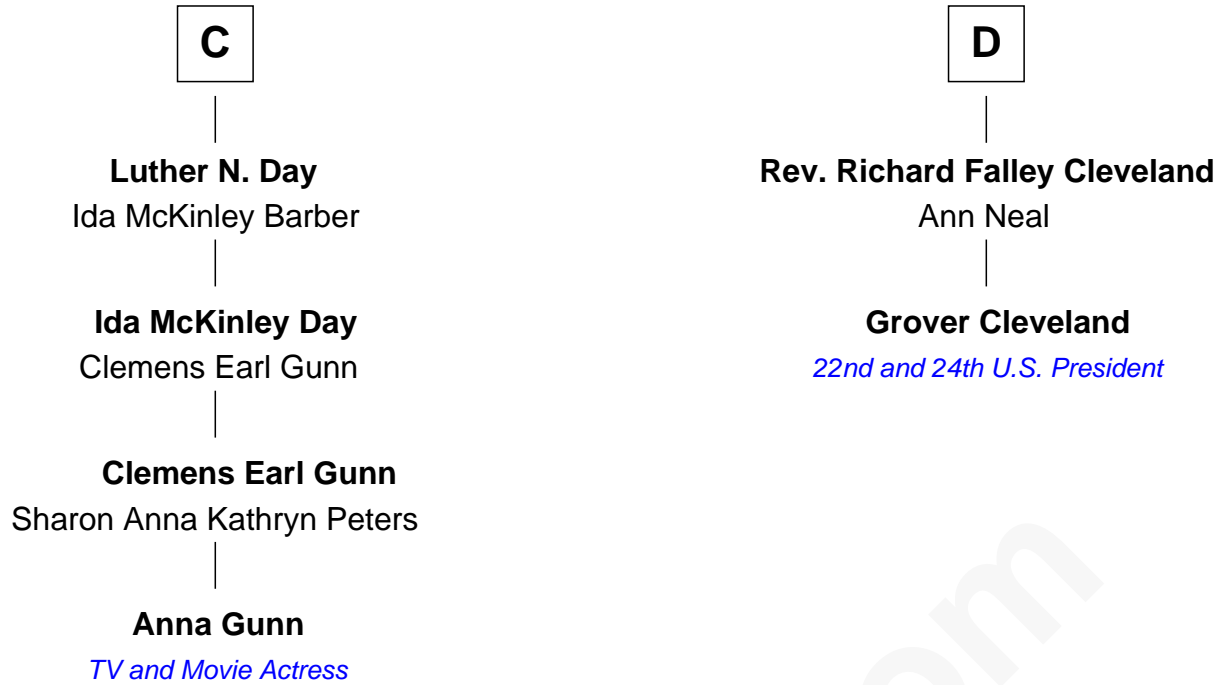 C
Luther N. Day
Ida McKinley Barber
Ida McKinley Day
Clemens Earl Gunn
Clemens Earl Gunn
Sharon Anna Kathryn Peters
Anna Gunn
TV and Movie Actress
D
Rev. Richard Falley Cleveland
Ann Neal
Grover Cleveland
22nd and 24th U.S. President
om